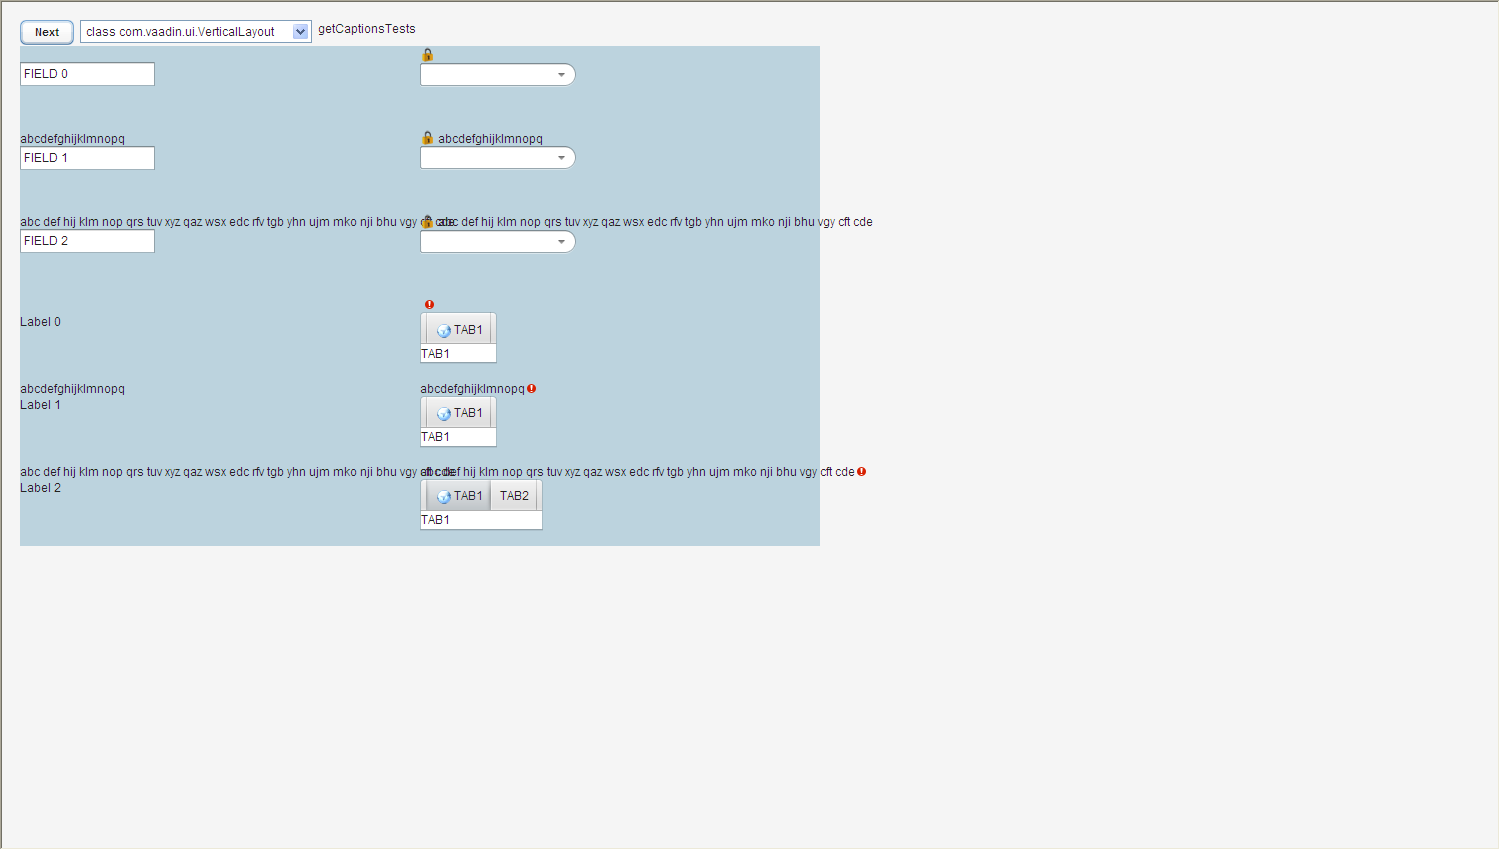 Next class com.vaadin.ui.VerticalLayout getCaptionsTests
FIELD 0
abcdefghijklmnopq abcdefghijklmnopq
FIELD 1
abc def hij klm nop qrs tuv xyz qaz wsx edc rfv tgb yhn ujm mko nji bhu vgy cft cde abc def hij klm nop qrs tuv xyz qaz wsx edc rfv tgb yhn ujm mko nji bhu vgy cft cde
FIELD 2
Label 0 TAB1
TAB1
abcdefghijklmnopq abcdefghijklmnopq
Label 1 TAB1
TAB1
abc def hij klm nop qrs tuv xyz qaz wsx edc rfv tgb yhn ujm mko nji bhu vgy cft cde abc def hij klm nop qrs tuv xyz qaz wsx edc rfv tgb yhn ujm mko nji bhu vgy cft cde
Label 2 TAB1 TAB2
TAB1